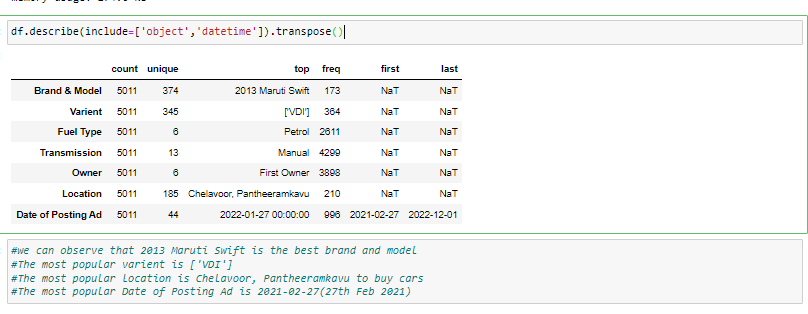 df.describe(include=['object','datetime']).transpose()
count unique top freq first last
Brand & Model 5011 374 2013 Maruti Swift 173 NaT NaT
Varient 5011 345 ['VDI'] 364 NaT NaT
Fuel Type 5011 6 Petrol 2611 NaT NaT
Transmission 5011 13 Manual 4299 NaT NaT
Owner 5011 6 First Owner 3898 NaT NaT
Location 5011 185 Chelavoor, Pantheeramkavu 210 NaT NaT
Date of Posting Ad 5011 44 2022-01-27 00:00:00 996 2021-02-27 2022-12-01
#we can observe that 2013 Maruti Swift is the best brand and model
#The most popular varient is ['VDI']
#The most popular Location is Chelavoor, Pantheeramkavu to buy cars
#The most popular Date of Posting Ad is 2021-02-27(27th Feb 2021)